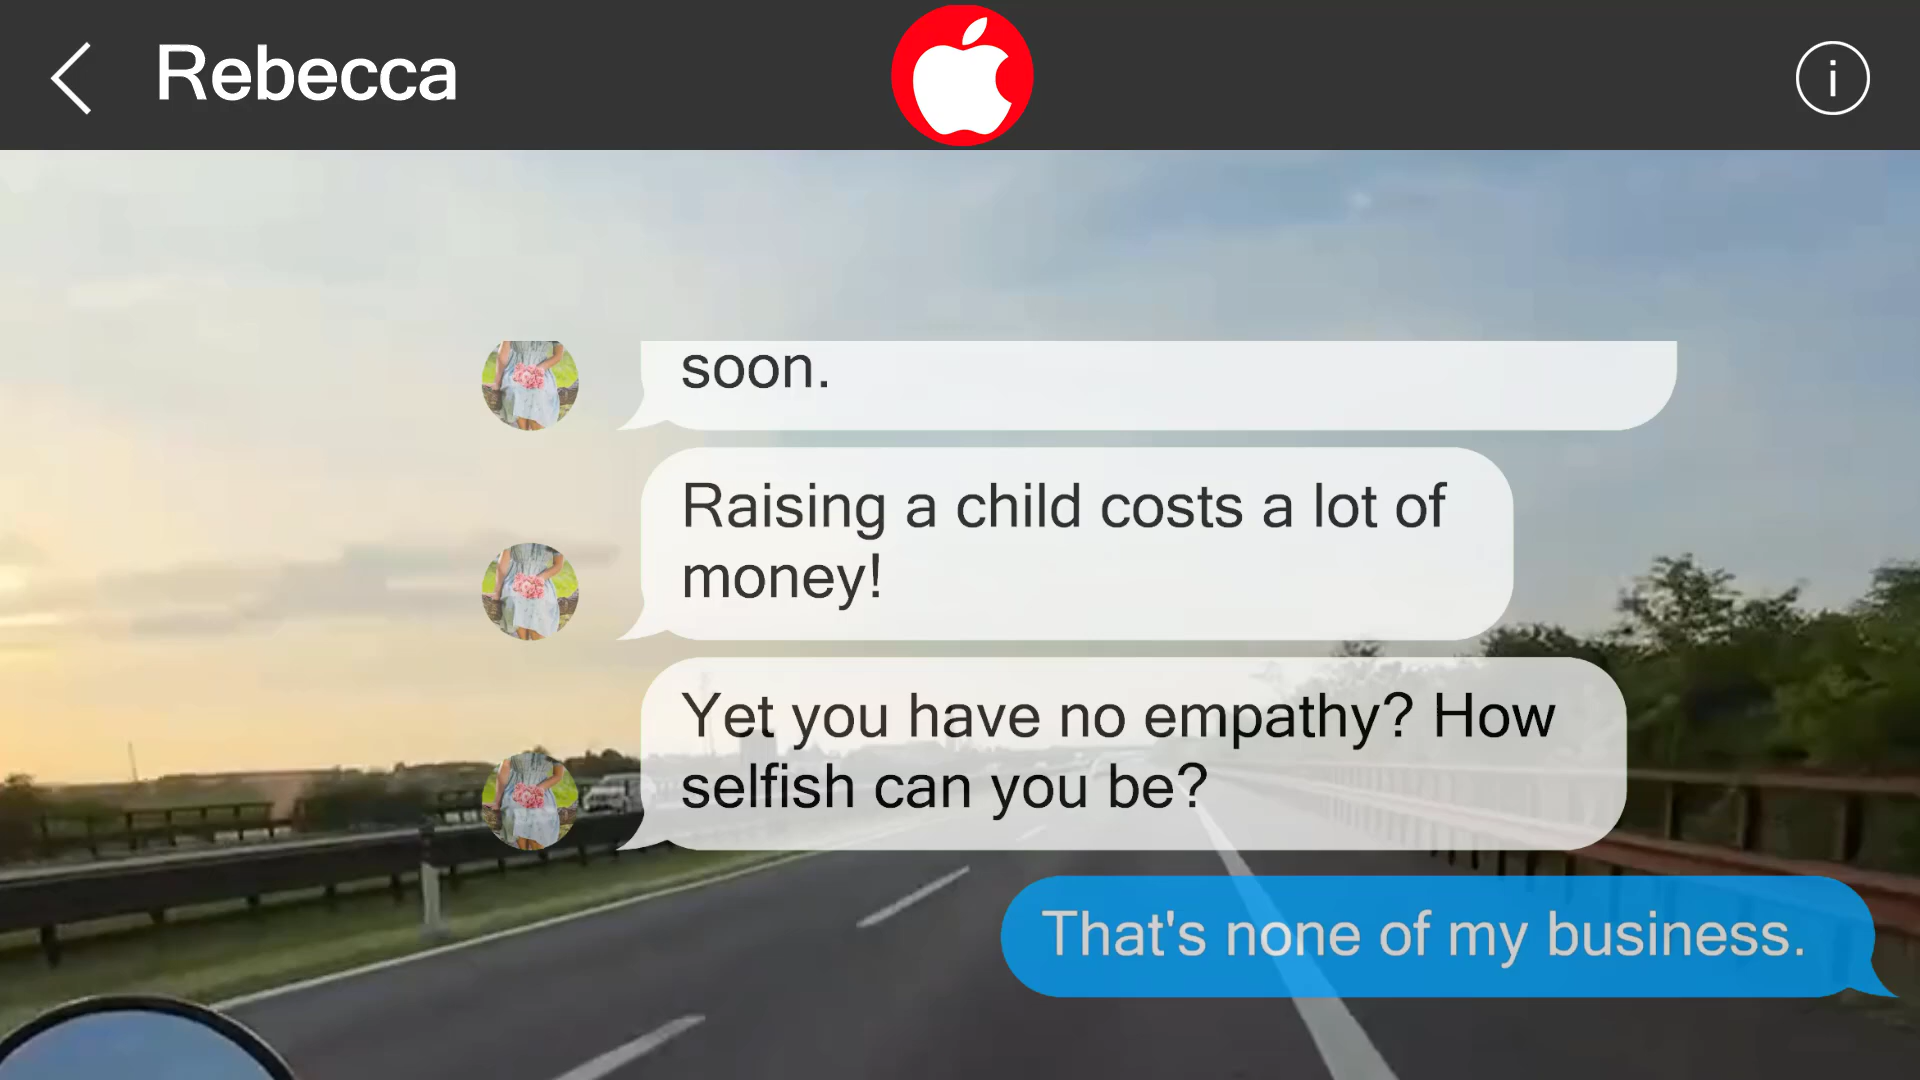 Rebecca
soon.
Raising a child costs a lot of
money!
Yet you have no empathy? How
selfish can you be?
That's none of my business.